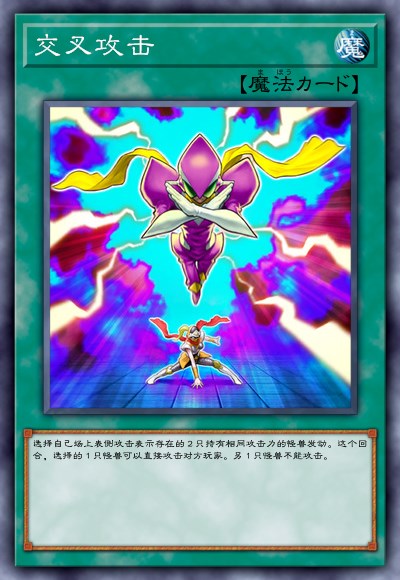 交叉攻击
魔
【魔法カード】
ま ほう
选择自己场上表侧攻击表示存在的2只持有相同攻击力的怪兽发动。这个回
合，选择的1只怪兽可以直接攻击对方玩家。另1只怪兽不能攻击。